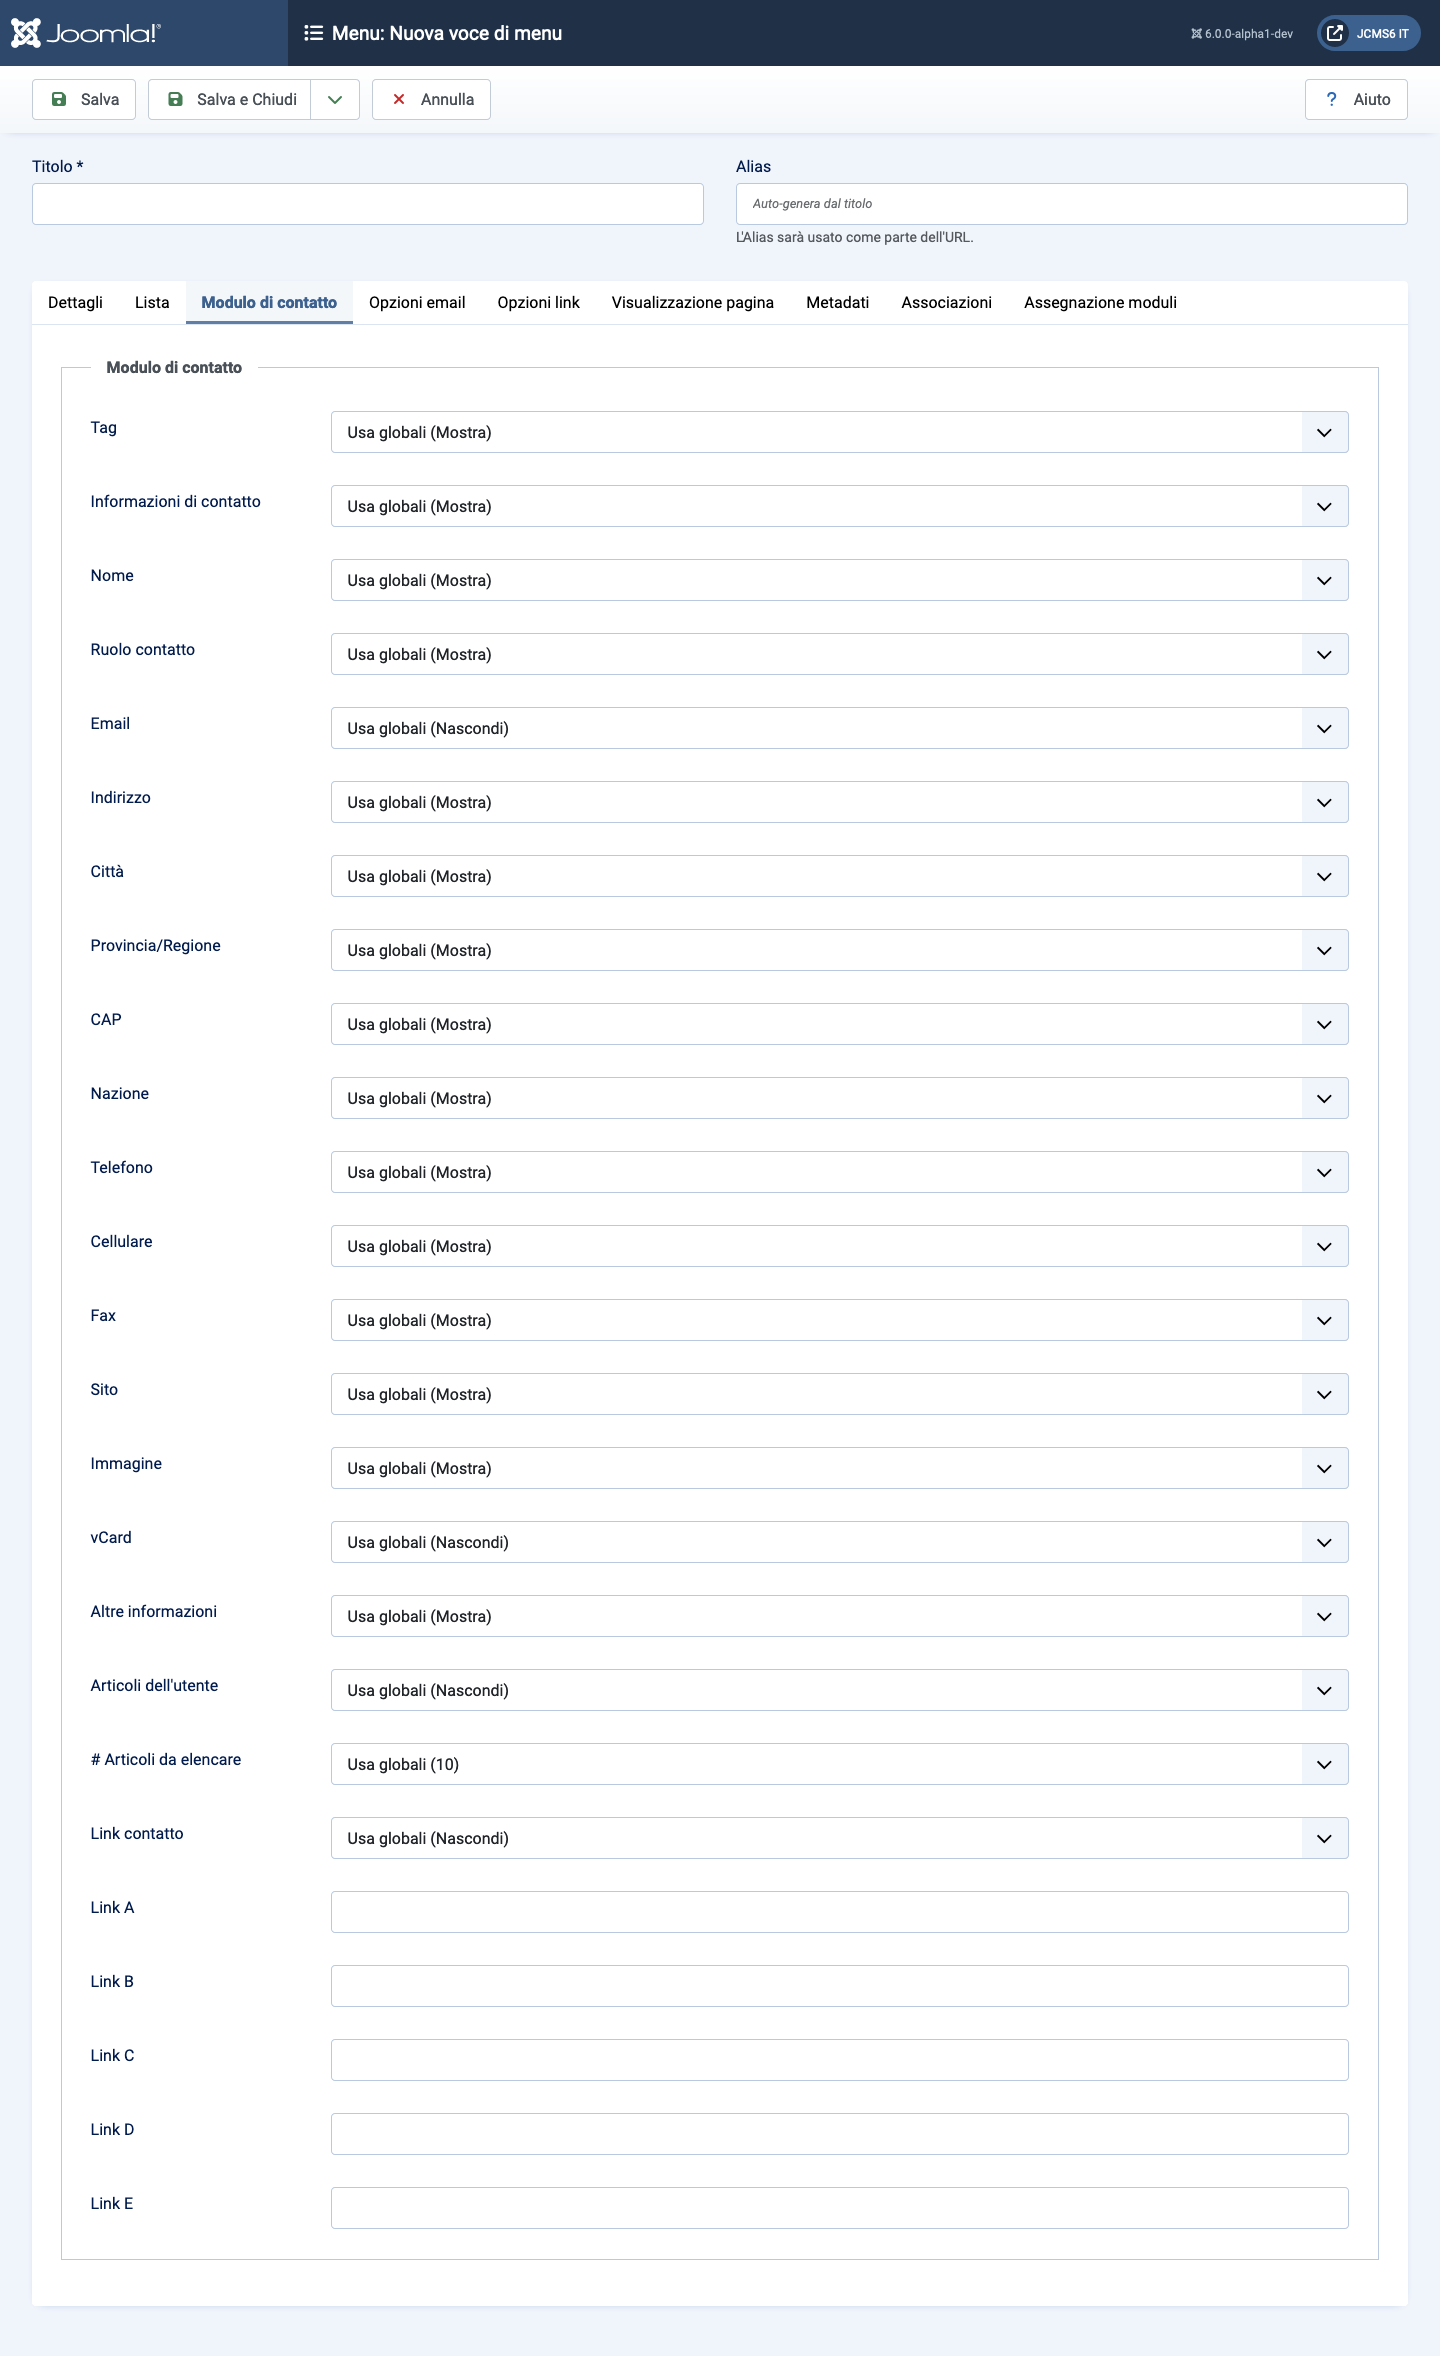 Joomla!
Menu: Nuova voce di menu
6.0.0-alpha1-dev
JCMS6 IT
Salva
Salva e Chiudi
Annulla
? Aiuto
Titolo *
Alias
Auto-genera dal titolo
L'Alias sarà usato come parte dell'URL.
Dettagli Lista Modulo di contatto Opzioni email Opzioni link Visualizzazione pagina Metadati Associazioni Assegnazione moduli
Modulo di contatto
Tag Usa globali (Mostra)
Informazioni di contatto Usa globali (Mostra)
Nome Usa globali (Mostra)
Ruolo contatto Usa globali (Mostra)
Email Usa globali (Nascondi)
Indirizzo Usa globali (Mostra)
Città Usa globali (Mostra)
Provincia/Regione Usa globali (Mostra)
CAP Usa globali (Mostra)
Nazione Usa globali (Mostra)
Telefono Usa globali (Mostra)
Cellulare Usa globali (Mostra)
Fax Usa globali (Mostra)
Sito Usa globali (Mostra)
Immagine Usa globali (Mostra)
vCard Usa globali (Nascondi)
Altre informazioni Usa globali (Mostra)
Articoli dell'utente Usa globali (Nascondi)
# Articoli da elencare Usa globali (10)
Link contatto Usa globali (Nascondi)
Link A
Link B
Link C
Link D
Link E